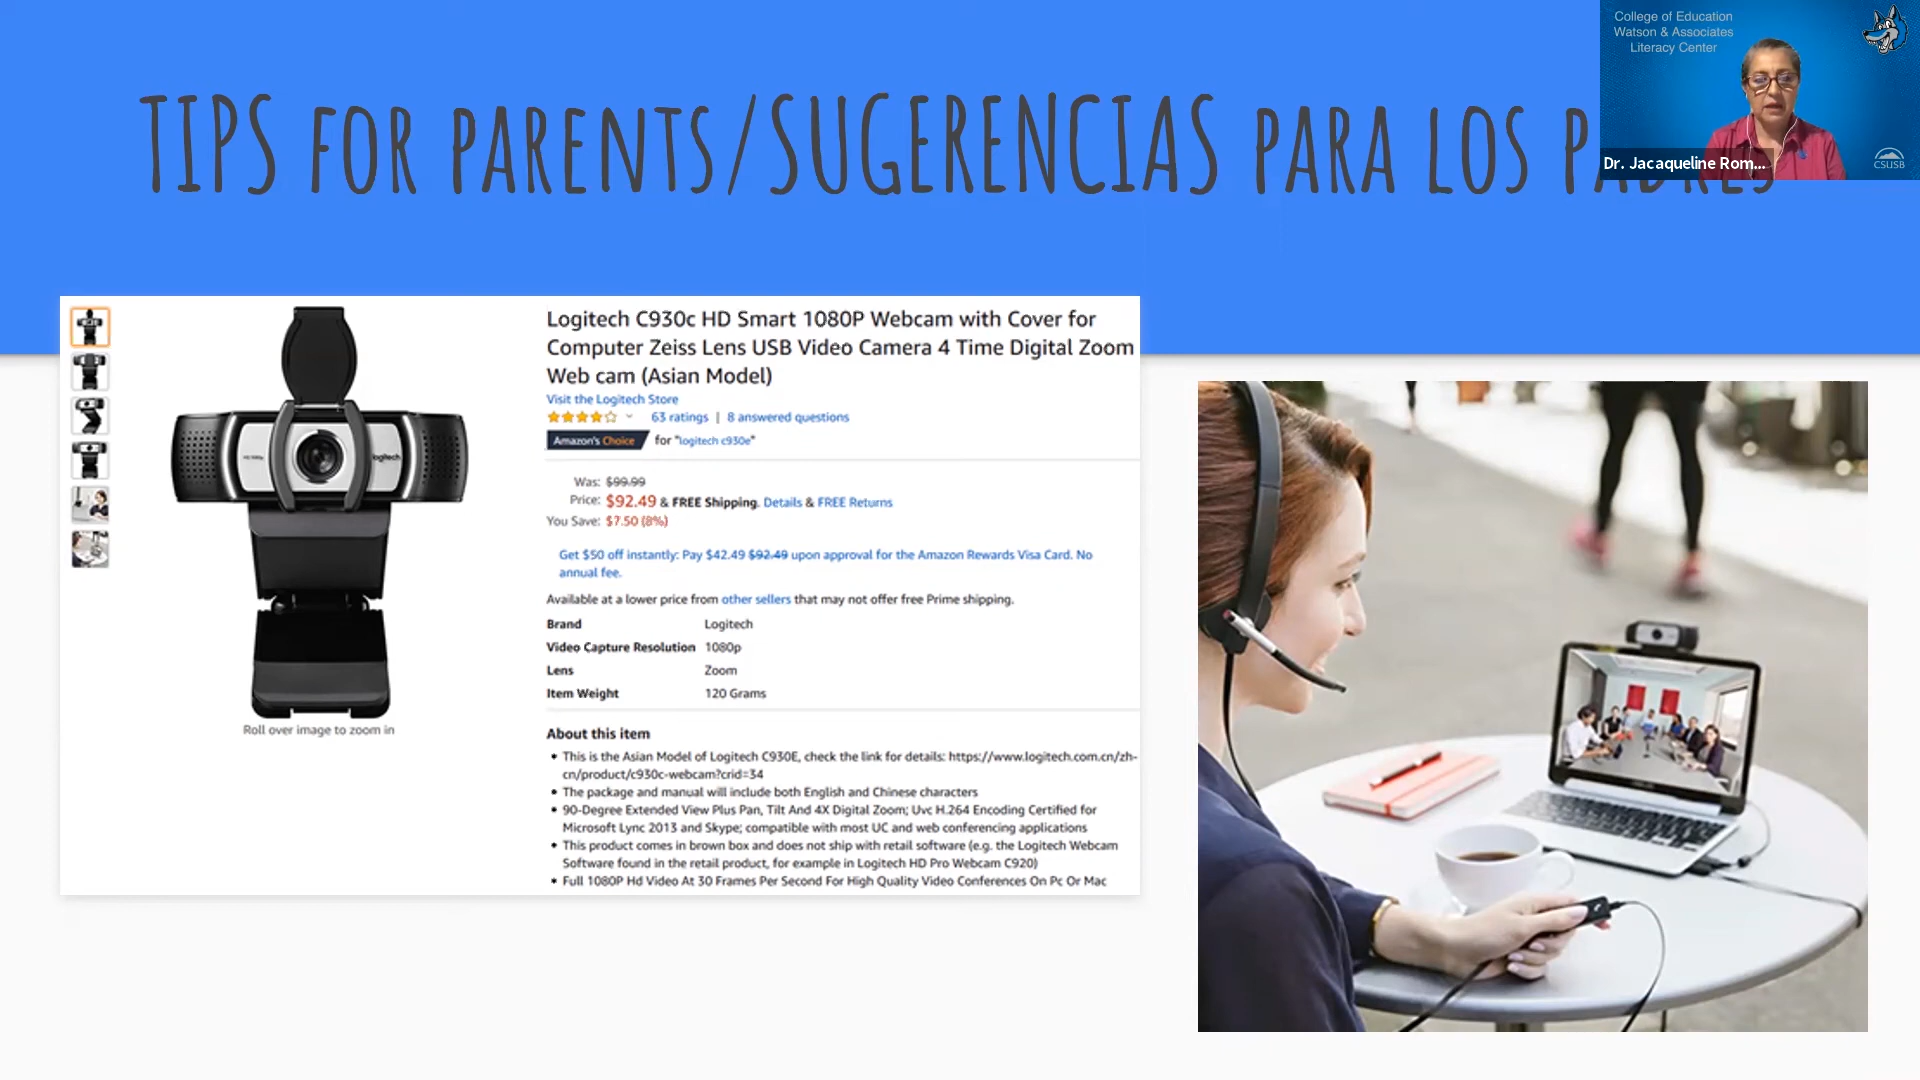 College of Education
Watson & Associates
Literacy Center
TIPS FOR PARENTS/SUGERENCIAS PARA LOS PADRES
Dr. Jacaqueline Rom...
CSUSB
Logitech C930c HD Smart 1080P Webcam with Cover for
Computer Zeiss Lens USB Video Camera 4 Time Digital Zoom
Web cam (Asian Model)
Visit the Logitech Store
63 ratings | 8 answered questions
Amazon's Choice for "logitech c930e"
Was: $99.99
Price: $92.49 & FREE Shipping. Details & FREE Returns
You Save: $7.50 (8%)
Get $50 off instantly: Pay $42.49 $92.49 upon approval for the Amazon Rewards Visa Card. No
annual fee.
Available at a lower price from other sellers that may not offer free Prime shipping.
Brand Logitech
Video Capture Resolution 1080p
Lens Zoom
Item Weight 120 Grams
About this item
• This is the Asian Model of Logitech C930E, check the link for details: https://www.logitech.com.cn/zh-
cn/product/c930c-webcam?crid=34
• The package and manual will include both English and Chinese characters
• 90-Degree Extended View Plus Pan, Tilt And 4X Digital Zoom; Uvc H.264 Encoding Certified for
Microsoft Lync 2013 and Skype; compatible with most UC and web conferencing applications
• This product comes in brown box and does not ship with retail software (e.g. the Logitech Webcam
Software found in the retail product, for example in Logitech HD Pro Webcam C920)
• Full 1080P Hd Video At 30 Frames Per Second For High Quality Video Conferences On Pc Or Mac
logitech
Roll over image to zoom in